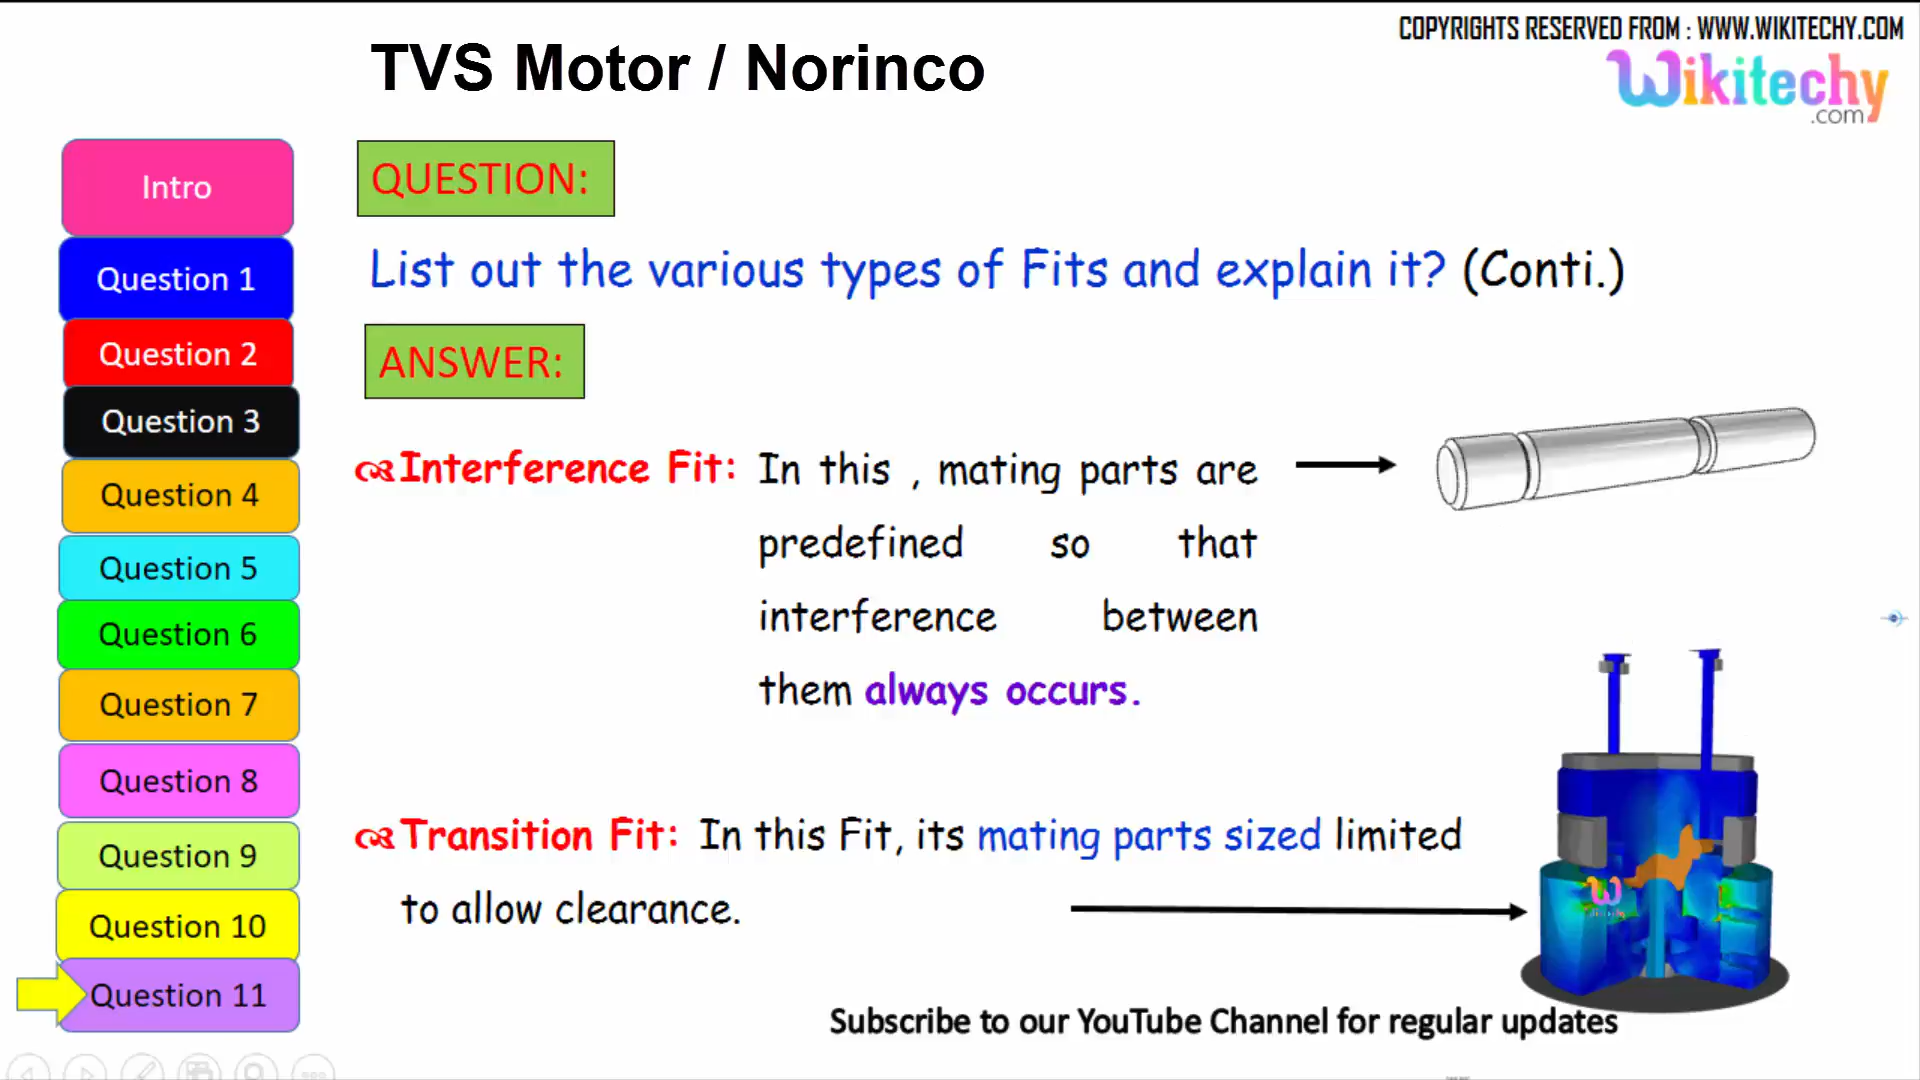 COPYRIGHTS RESERVED FROM : WWW.WIKITECHY.COM
TVS Motor / Norinco
Wikitechy
.com
Intro
Question 1
Question 2
Question 3
Question 4
Question 5
Question 6
Question 7
Question 8
Question 9
Question 10
Question 11
QUESTION:
List out the various types of Fits and explain it? (Conti.)
ANSWER:
Interference Fit: In this , mating parts are
predefined so that
interference between
them always occurs.
Transition Fit: In this Fit, its mating parts sized limited
to allow clearance.
Subscribe to our YouTube Channel for regular updates